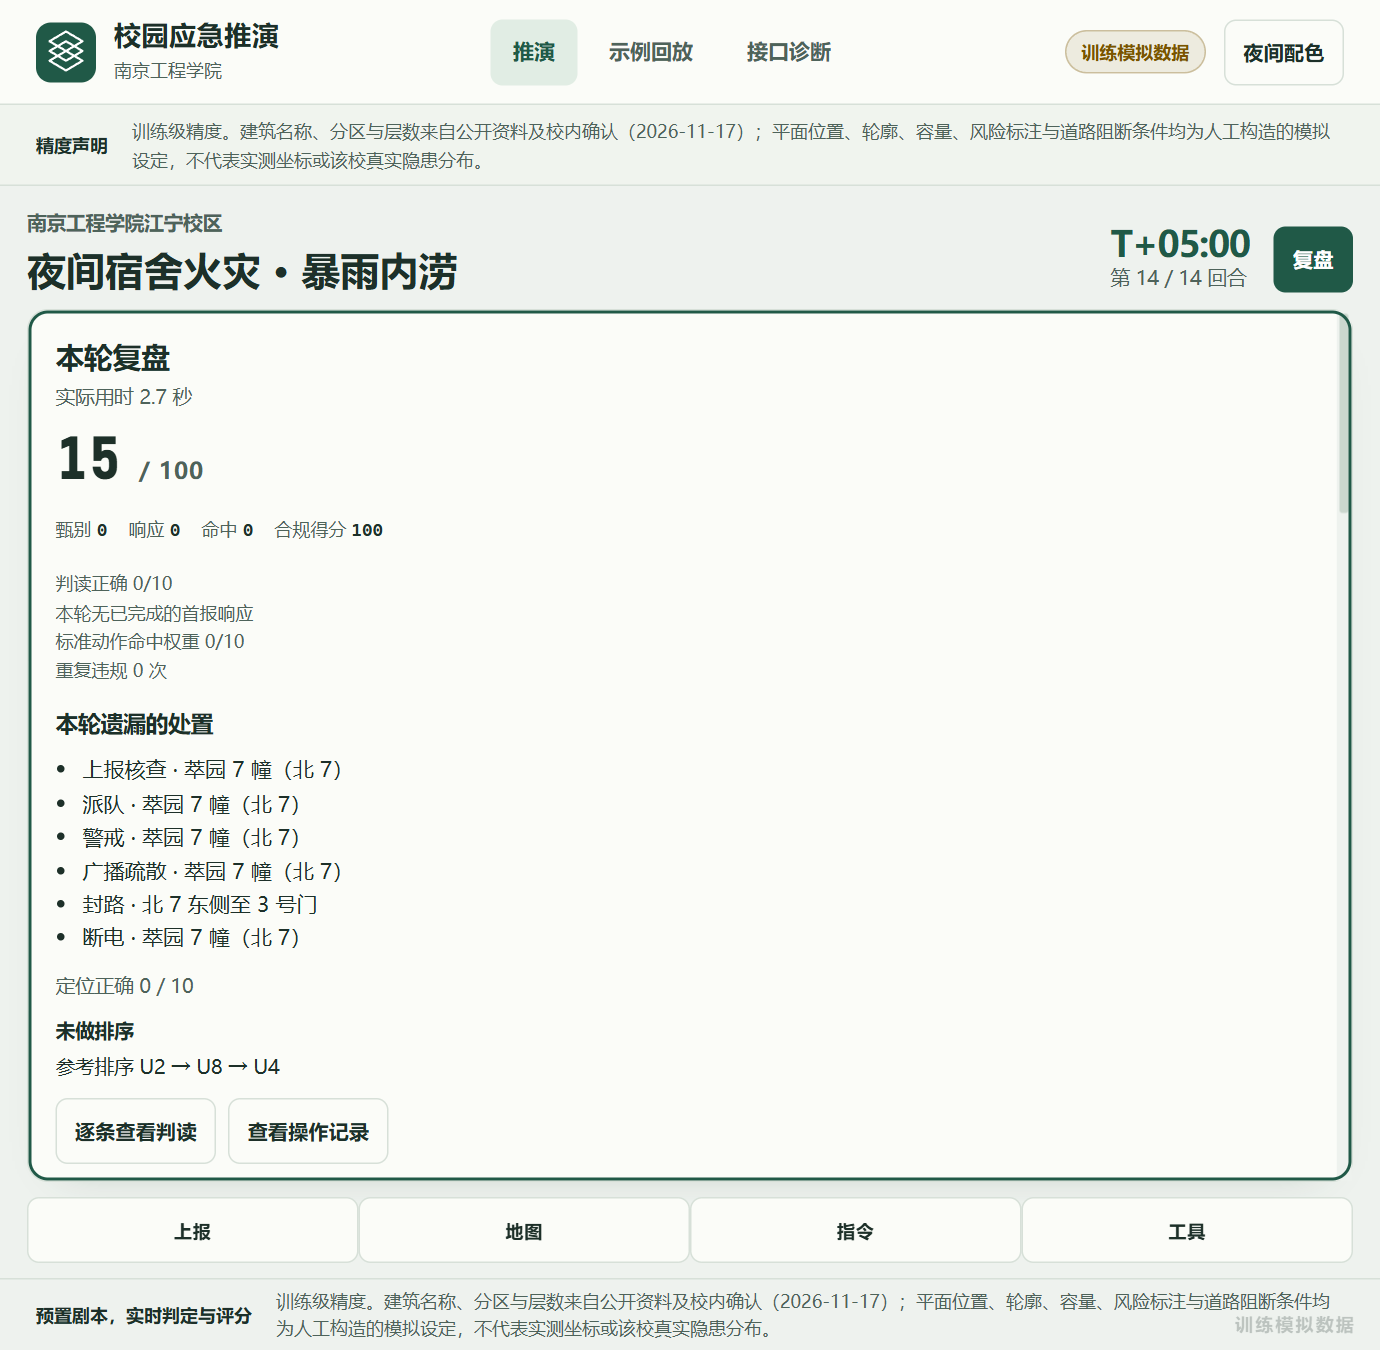 校园应急推演
南京工程学院
推演
示例回放
接口诊断
训练模拟数据
夜间配色
精度声明
训练级精度。建筑名称、分区与层数来自公开资料及校内确认（2026-11-17）；平面位置、轮廓、容量、风险标注与道路阻断条件均为人工构造的模拟
设定，不代表实测坐标或该校真实隐患分布。
南京工程学院江宁校区
夜间宿舍火灾·暴雨内涝
T+05:00
第 14 / 14 回合
复盘
本轮复盘
实际用时 2.7 秒
15 / 100
甄别 0 响应 0 命中 0 合规得分 100
判读正确 0/10
本轮无已完成的首报响应
标准动作命中权重 0/10
重复违规 0 次
本轮遗漏的处置
• 上报核查 · 萃园 7 幢（北 7）
• 派队 · 萃园 7 幢（北 7）
• 警戒 · 萃园 7 幢（北 7）
• 广播疏散 · 萃园 7 幢（北 7）
• 封路 · 北 7 东侧至 3 号门
• 断电 · 萃园 7 幢（北 7）
定位正确 0 / 10
未做排序
参考排序 U2 → U8 → U4
逐条查看判读
查看操作记录
上报
地图
指令
工具
预置剧本，实时判定与评分
训练级精度。建筑名称、分区与层数来自公开资料及校内确认（2026-11-17）；平面位置、轮廓、容量、风险标注与道路阻断条件均
为人工构造的模拟设定，不代表实测坐标或该校真实隐患分布。
训练模拟数据